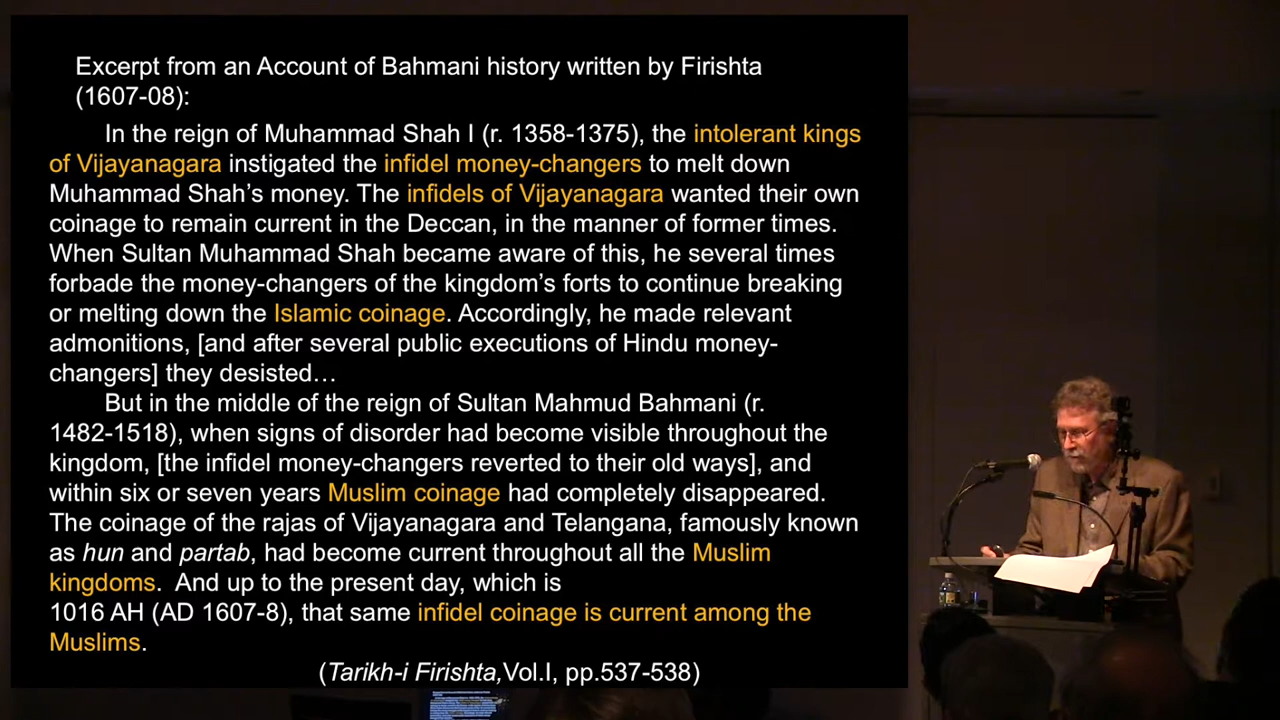 Excerpt from an Account of Bahmani history written by Firishta
(1607-08):
In the reign of Muhammad Shah I (r. 1358-1375), the intolerant kings
of Vijayanagara instigated the infidel money-changers to melt down
Muhammad Shah's money. The infidels of Vijayanagara wanted their own
coinage to remain current in the Deccan, in the manner of former times.
When Sultan Muhammad Shah became aware of this, he several times
forbade the money-changers of the kingdom's forts to continue breaking
or melting down the Islamic coinage. Accordingly, he made relevant
admonitions, [and after several public executions of Hindu money-
changers] they desisted…
But in the middle of the reign of Sultan Mahmud Bahmani (r.
1482-1518), when signs of disorder had become visible throughout the
kingdom, [the infidel money-changers reverted to their old ways], and
within six or seven years Muslim coinage had completely disappeared.
The coinage of the rajas of Vijayanagara and Telangana, famously known
as hun and partab, had become current throughout all the Muslim
kingdoms. And up to the present day, which is
1016 AH (AD 1607-8), that same infidel coinage is current among the
Muslims.
(Tarikh-i Firishta,Vol.I, pp.537-538)